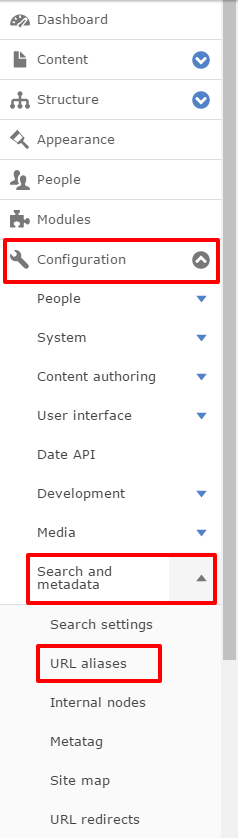 Dashboard
Content
Structure
Appearance
People
Modules
Configuration
People
System
Content authoring
User interface
Date API
Development
Media
Search and
metadata
Search settings
URL aliases
Internal nodes
Metatag
Site map
URL redirects